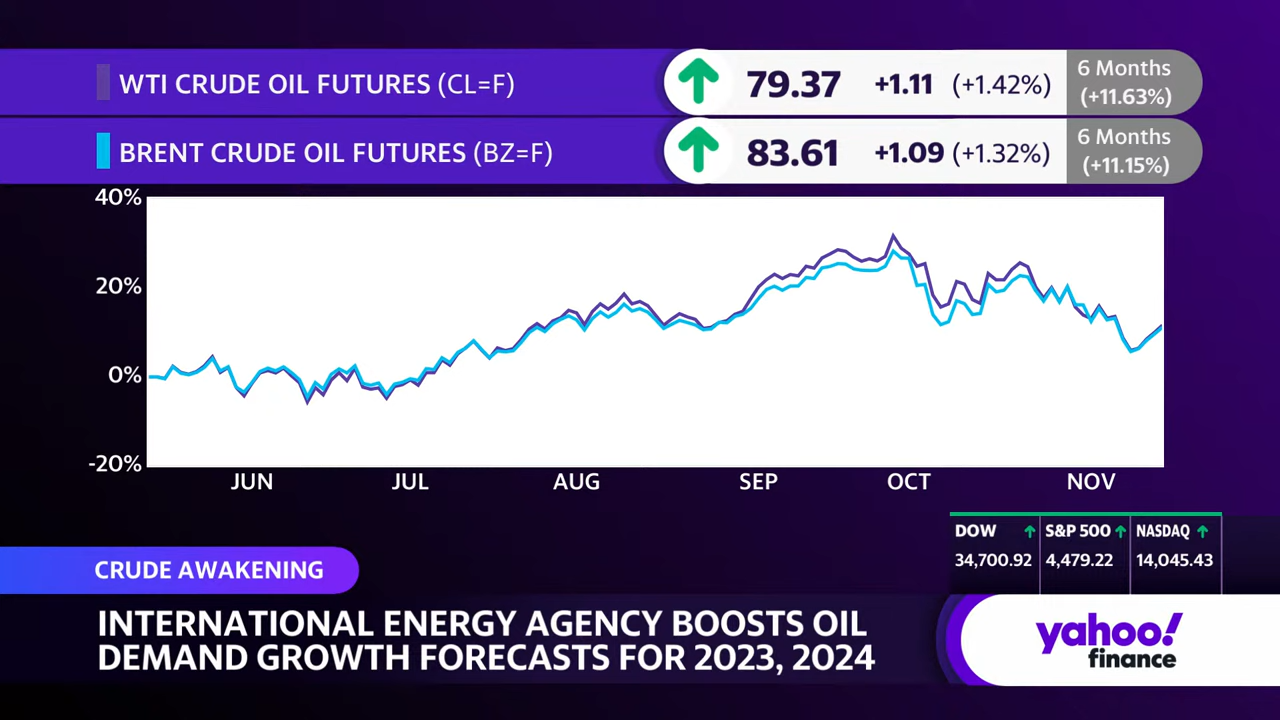 WTI CRUDE OIL FUTURES (CL=F) 79.37 +1.11 (+1.42%) 6 Months (+11.63%)
BRENT CRUDE OIL FUTURES (BZ=F) 83.61 +1.09 (+1.32%) 6 Months (+11.15%)
40%
20%
0%
-20%
JUN JUL AUG SEP OCT NOV
DOW S&P 500 NASDAQ
34,700.92 4,479.22 14,045.43
CRUDE AWAKENING
INTERNATIONAL ENERGY AGENCY BOOSTS OIL
DEMAND GROWTH FORECASTS FOR 2023, 2024
yahoo!
finance